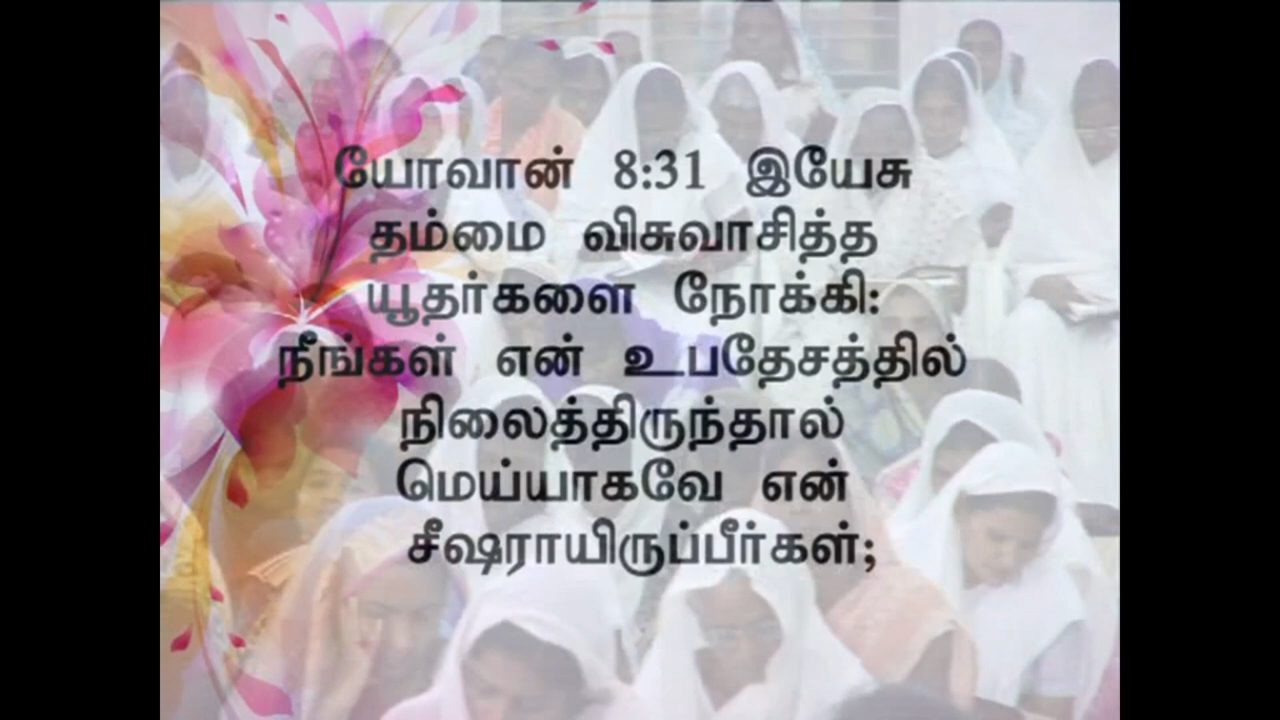 யோவான் 8:31 இயேசு
தம்மை விசுவாசித்த
யூதர்களை நோக்கி:
நீங்கள் என் உபதேசத்தில்
நிலைத்திருந்தால்
மெய்யாகவே என்
சீஷராயிருப்பீர்கள்;